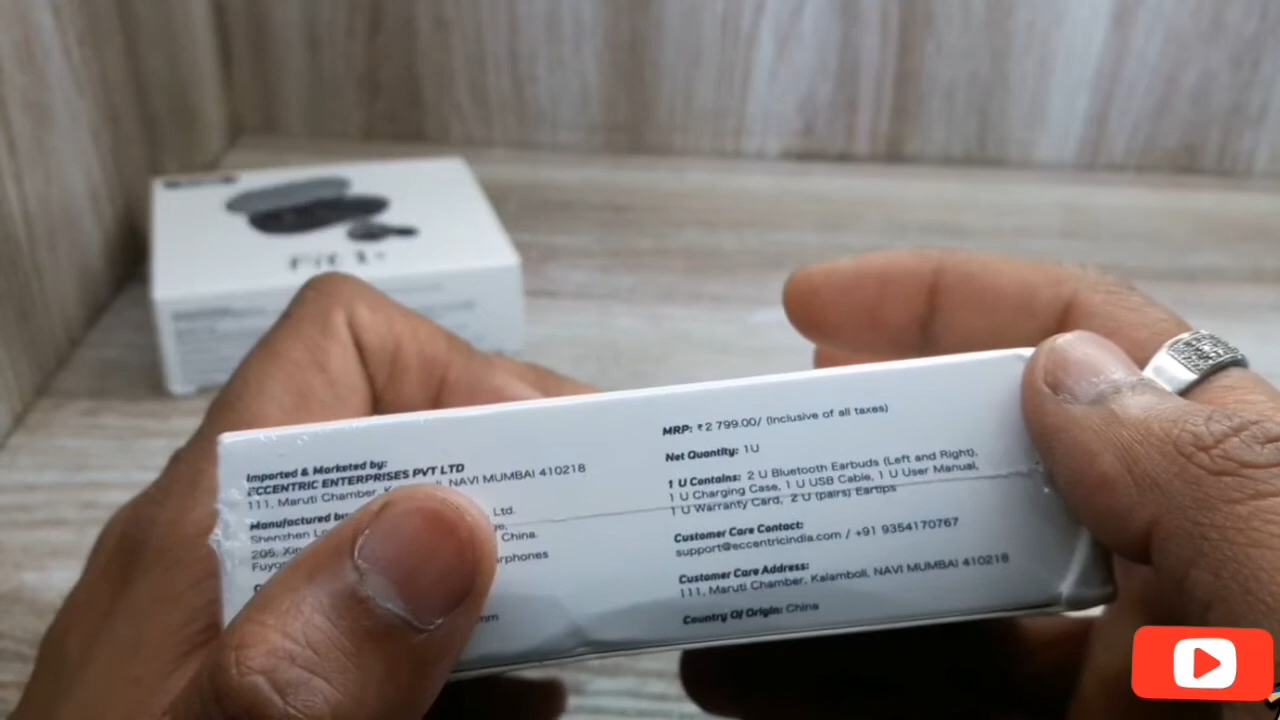 Imported & Marketed by:
ECCENTRIC ENTERPRISES PVT LTD
111, Maruti Chamber, NAVI MUMBAI 410218
Manufactured by
Shenzhen Ltd.
205,
China.
MRP: ₹2 799.00/ (Inclusive of all taxes)
Net Quantity: 1U
1 U Contains: 2 U Bluetooth Earbuds (Left and Right),
1 U Charging Case, 1 U USB Cable, 1 U User Manual,
1 U Warranty Card, 2 U (pairs) Eartips
Customer Care Contact:
support@eccentricindia.com / +91 9354170767
Customer Care Address:
111, Maruti Chamber, Kalamboli, NAVI MUMBAI 410218
Country Of Origin: China